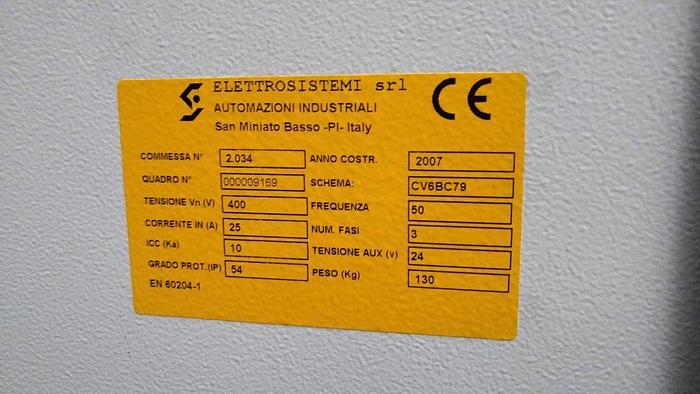 ELETTROSISTEMI srl
AUTOMAZIONI INDUSTRIALI
San Miniato Basso -PI- Italy
CE
COMMESSA N° 2.034 ANNO COSTR. 2007
QUADRO N° 000009169 SCHEMA: CV6BC79
TENSIONE Vn (V) 400 FREQUENZA 50
CORRENTE IN (A) 25 NUM. FASI 3
ICC (Ka) 10 TENSIONE AUX (v) 24
GRADO PROT.(IP) 54 PESO (Kg) 130
EN 60204-1